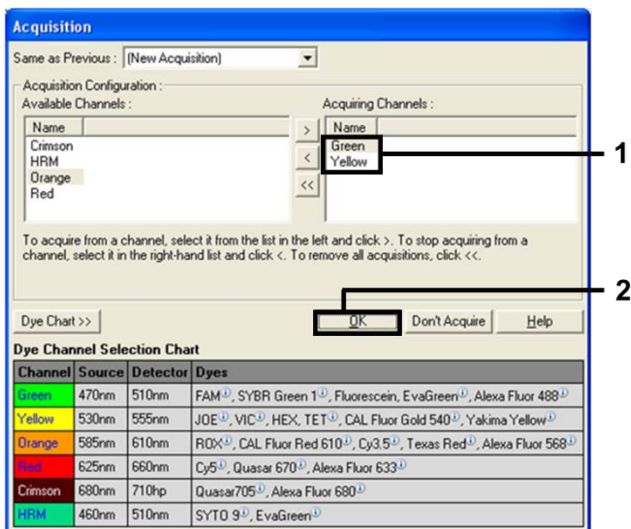 Acquisition
Same as Previous : (New Acquisition)
Acquisition Configuration :
Available Channels : Acquiring Channels :
Name > Name
Crimson Green
HRM < Yellow 1
Orange <<
Red
To acquire from a channel, select it from the list in the left and click >. To stop acquiring from a
channel, select it in the right-hand list and click <. To remove all acquisitions, click <<.
2
Dye Chart >> OK Don't Acquire Help
Dye Channel Selection Chart
Channel Source Detector Dyes
Green 470nm 510nm FAM ⓘ, SYBR Green 1 ⓘ, Fluorescein, EvaGreen ⓘ, Alexa Fluor 488 ⓘ
Yellow 530nm 555nm JOE ⓘ, VIC ⓘ, HEX, TET ⓘ, CAL Fluor Gold 540 ⓘ, Yakima Yellow ⓘ
Orange 585nm 610nm ROX ⓘ, CAL Fluor Red 610 ⓘ, Cy3.5 ⓘ, Texas Red ⓘ, Alexa Fluor 568 ⓘ
Red 625nm 660nm Cy5 ⓘ, Quasar 670 ⓘ, Alexa Fluor 633 ⓘ
Crimson 680nm 710hp Quasar705 ⓘ, Alexa Fluor 680 ⓘ
HRM 460nm 510nm SYTO 9 ⓘ, EvaGreen ⓘ